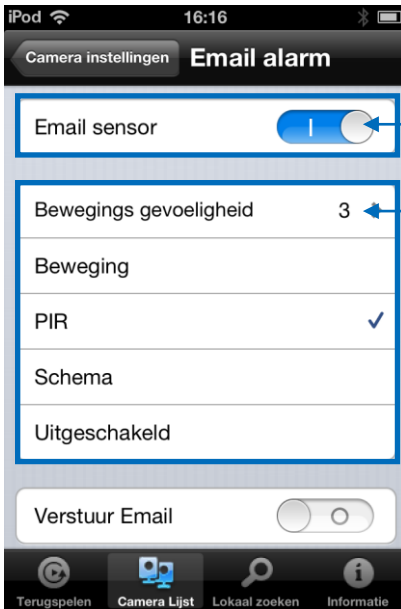 iPod 16:16
Camera instellingen Email alarm
Email sensor
Bewegings gevoeligheid 3
Beweging
PIR
Schema
Uitgeschakeld
Verstuur Email
Terugspelen Camera Lijst Lokaal zoeken Informatie